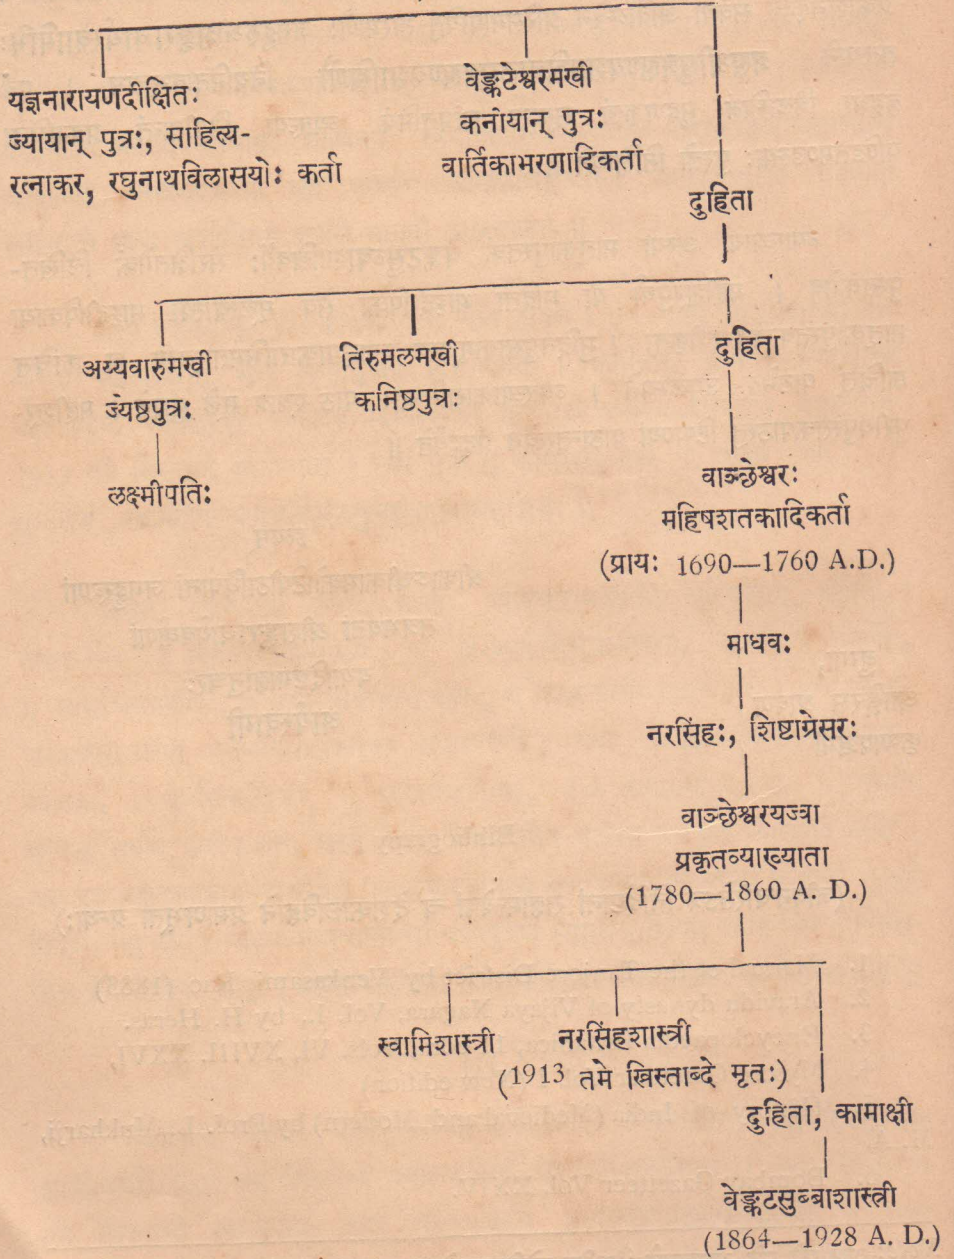 यज्ञनारायणदीक्षितः
ज्यायान् पुत्रः, साहित्य-
रत्नाकर, रघुनाथविलासयोः कर्ता
वेङ्कटेश्वरमखी
कनीयान् पुत्रः
वार्तिकाभरणादिकर्ता
दुहिता
अय्यवारुमखी
ज्येष्ठपुत्रः
लक्ष्मीपतिः
तिरुमलमखी
कनिष्ठपुत्रः
दुहिता
वाञ्छेश्वरः
महिषशतकादिकर्ता
(प्रायः 1690—1760 A.D.)
माधवः
नरसिंहः, शिष्टाग्रेसरः
वाञ्छेश्वरयज्वा
प्रकृतव्याख्याता
(1780—1860 A. D.)
स्वामिशास्त्री
नरसिंहशास्त्री
(1913 तमे ख्रिस्ताब्दे मृतः)
दुहिता, कामाक्षी
वेङ्कटसुब्बाशास्त्री
(1864—1928 A. D.)